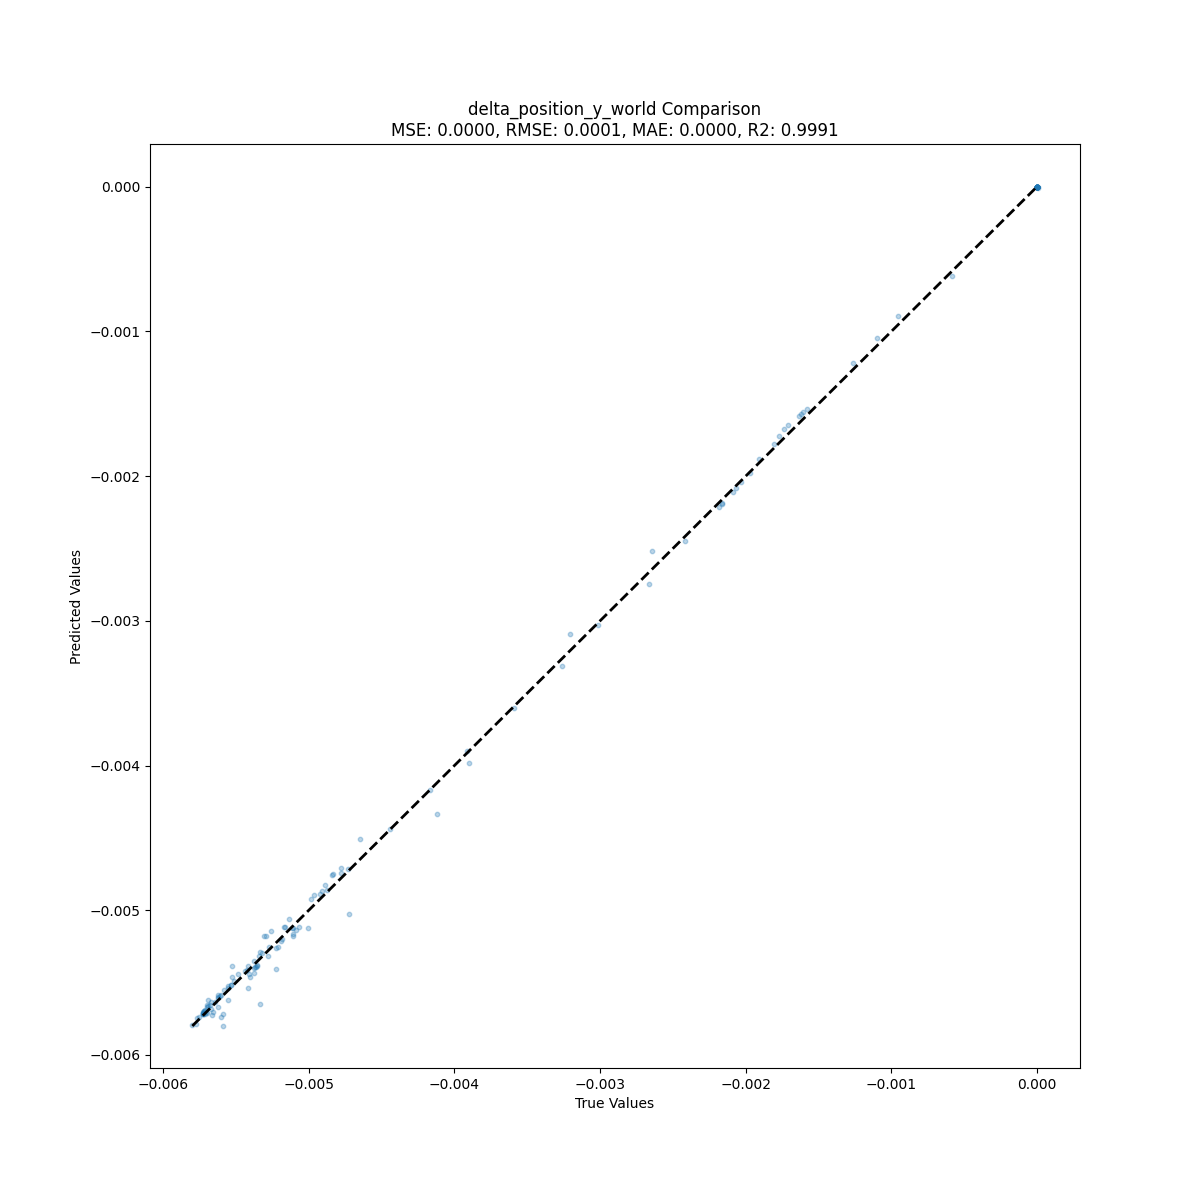 delta_position_y_world Comparison
MSE: 0.0000, RMSE: 0.0001, MAE: 0.0000, R2: 0.9991
0.000
−0.001
−0.002
−0.003
−0.004
−0.005
−0.006
Predicted Values
−0.006 −0.005 −0.004 −0.003 −0.002 −0.001 0.000
True Values